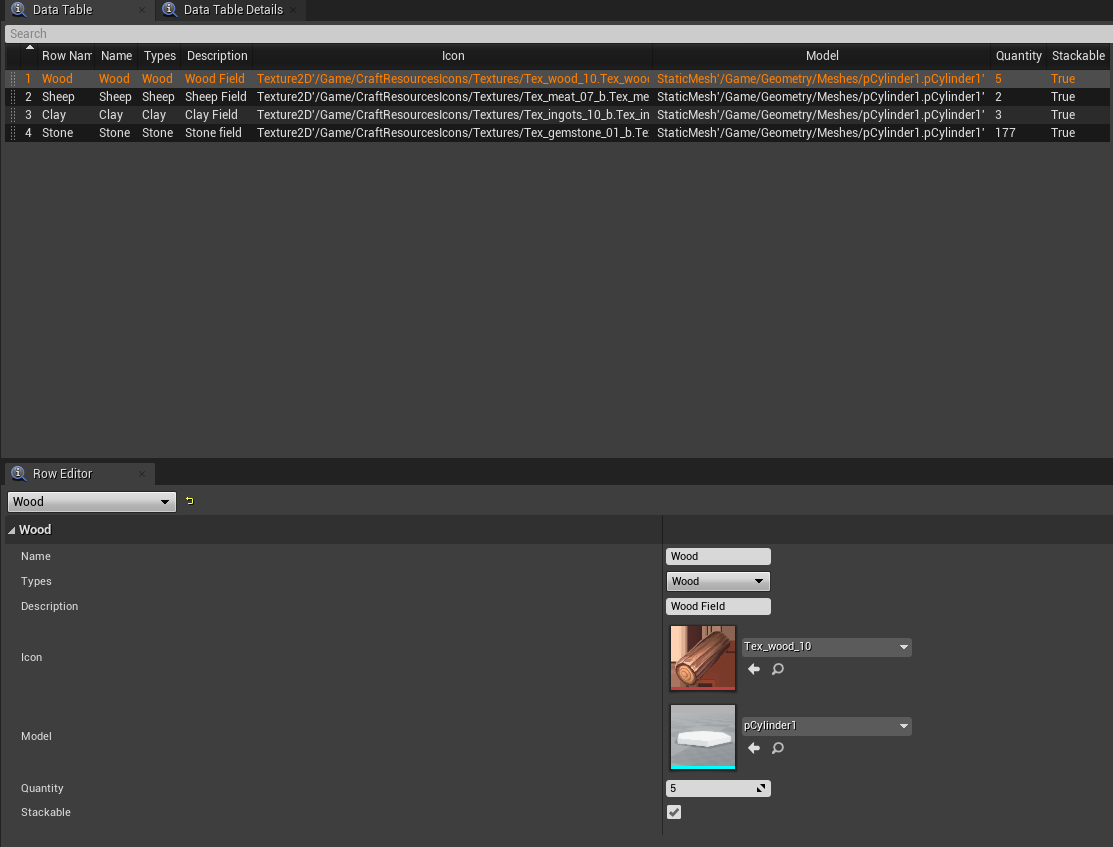 Data Table Data Table Details
Search
Row Nam Name Types Description Icon Model Quantity Stackable
1 Wood Wood Wood Wood Field Texture2D'/Game/CraftResourcesIcons/Textures/Tex_wood_10.Tex_woo StaticMesh'/Game/Geometry/Meshes/pCylinder1.pCylinder1' 5 True
2 Sheep Sheep Sheep Sheep Field Texture2D'/Game/CraftResourcesIcons/Textures/Tex_meat_07_b.Tex_me StaticMesh'/Game/Geometry/Meshes/pCylinder1.pCylinder1' 2 True
3 Clay Clay Clay Clay Field Texture2D'/Game/CraftResourcesIcons/Textures/Tex_ingots_10_b.Tex_in StaticMesh'/Game/Geometry/Meshes/pCylinder1.pCylinder1' 3 True
4 Stone Stone Stone Stone field Texture2D'/Game/CraftResourcesIcons/Textures/Tex_gemstone_01_b.Te StaticMesh'/Game/Geometry/Meshes/pCylinder1.pCylinder1' 177 True
Row Editor
Wood
Wood
Name Wood
Types Wood
Description Wood Field
Icon Tex_wood_10
Model pCylinder1
Quantity 5
Stackable